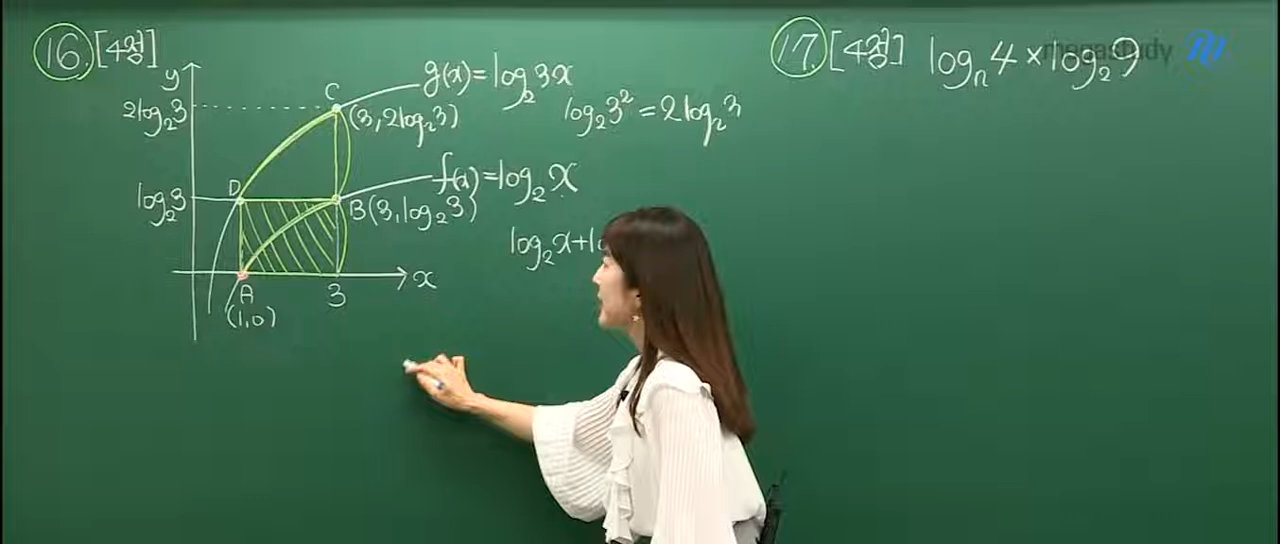 16. [4점]
y
C
g(x)=log₂3x
2log₂3
(3, 2log₂3)
log₂3²=2log₂3
f(x)=log₂x
D
log₂3
B(3, log₂3)
log₂x+
A
3
x
(1,0)
17. [4점] logₙ4×log₂9
megastudy